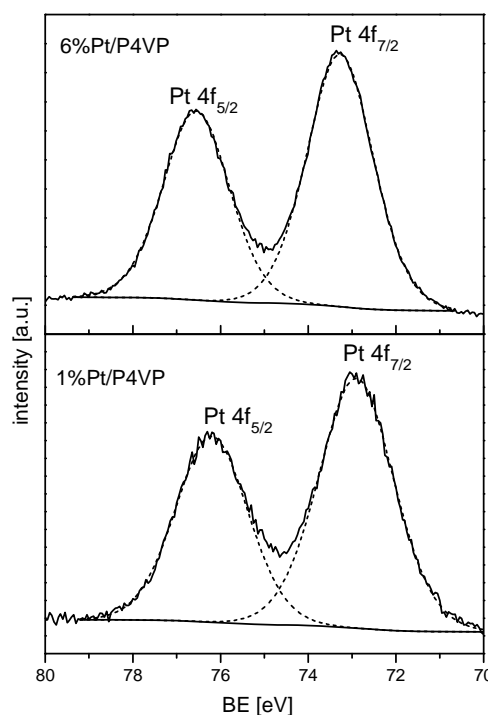 6%Pt/P4VP
Pt 4f7/2
Pt 4f5/2
intensity [a.u.]
1%Pt/P4VP
Pt 4f7/2
Pt 4f5/2
80 78 76 74 72 70
BE [eV]